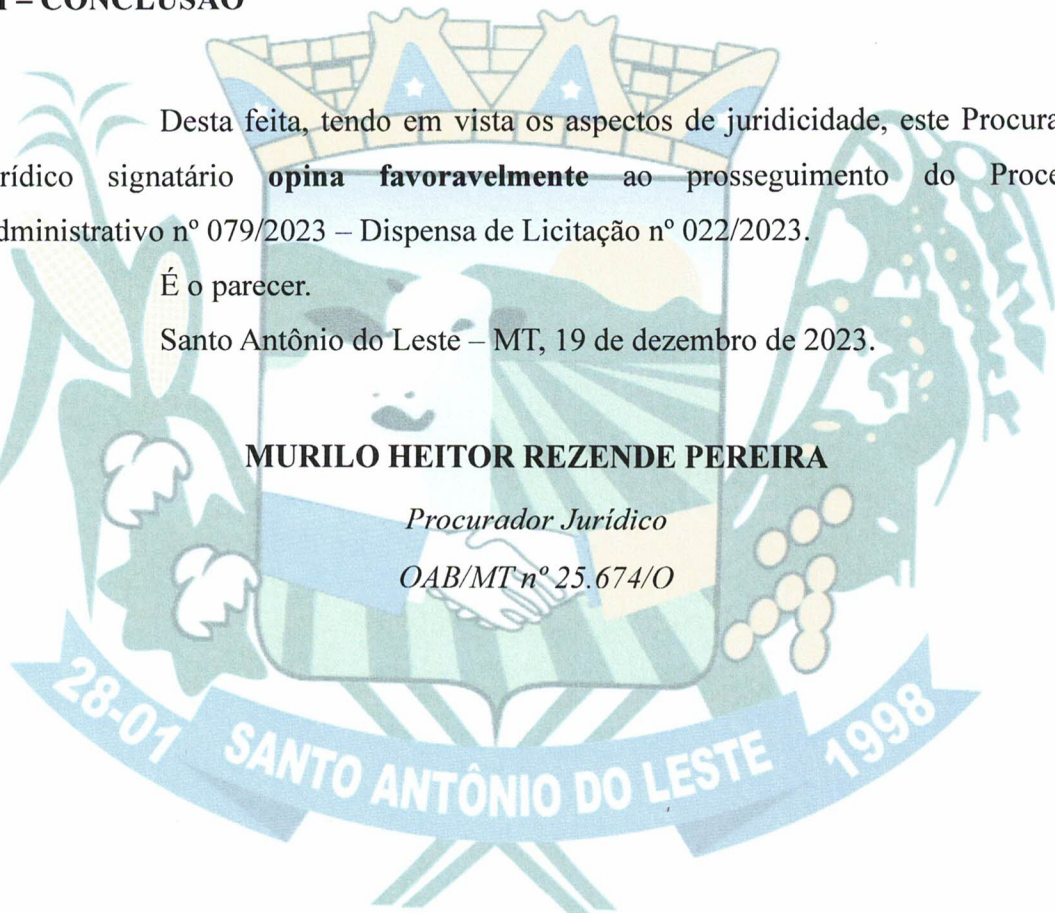 – CONCLUSÃO
Desta feita, tendo em vista os aspectos de juridicidade, este Procura
rídico signatário opina favoravelmente ao prosseguimento do Proce
dministrativo nº 079/2023 – Dispensa de Licitação nº 022/2023.
É o parecer.
Santo Antônio do Leste – MT, 19 de dezembro de 2023.
MURILO HEITOR REZENDE PEREIRA
Procurador Jurídico
OAB/MT nº 25.674/O
28-01 SANTO ANTÔNIO DO LESTE 1998